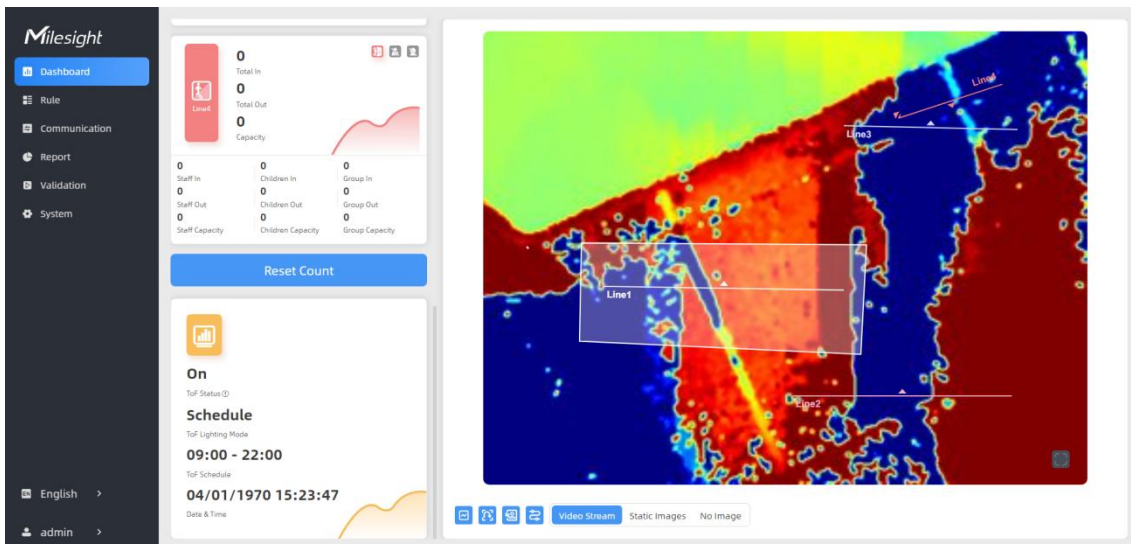 Milesight
Dashboard
Rule
Communication
Report
Validation
System
EN English >
admin >
Line4
0
Total In
0
Total Out
0
Capacity
0 0 0
Staff In Children In Group In
0 0 0
Staff Out Children Out Group Out
0 0 0
Staff Capacity Children Capacity Group Capacity
Reset Count
On
ToF Status
Schedule
ToF Lighting Mode
09:00 - 22:00
ToF Schedule
04/01/1970 15:23:47
Date & Time
Line4
Line3
Line1
Line2
Video Stream Static Images No Image